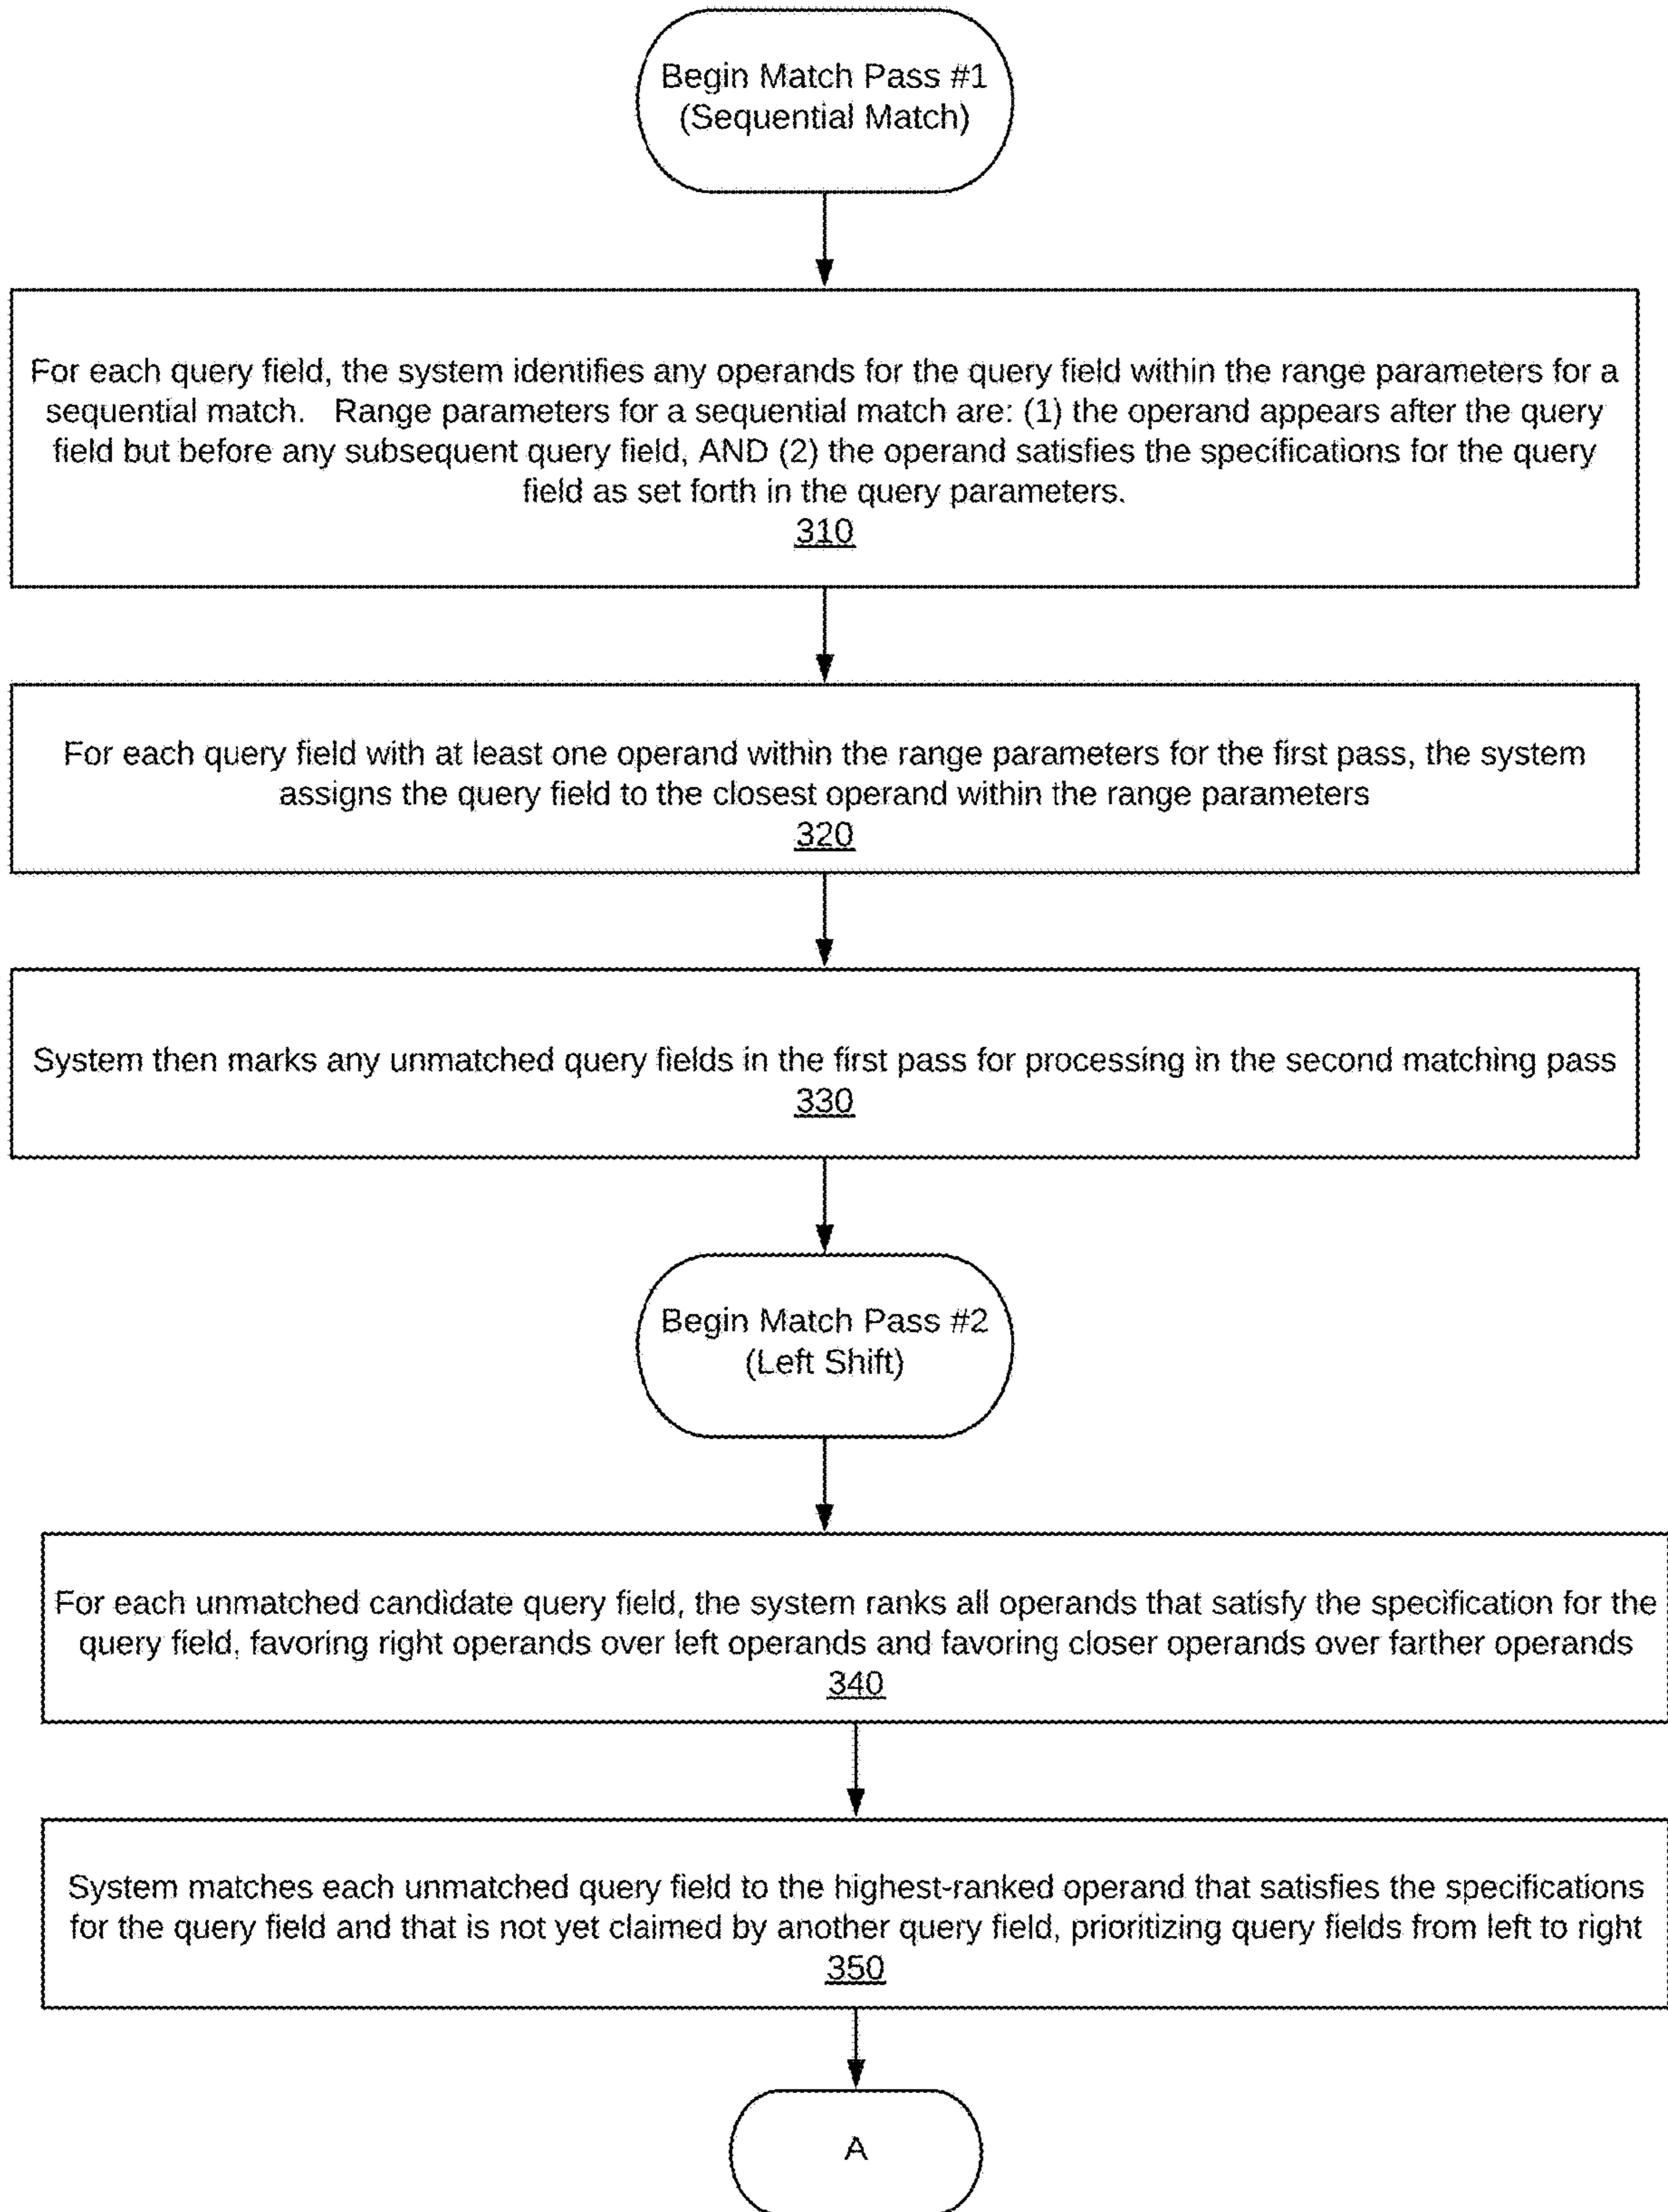 Begin Match Pass #1
(Sequential Match)
For each query field, the system identifies any operands for the query field within the range parameters for a
sequential match. Range parameters for a sequential match are: (1) the operand appears after the query
field but before any subsequent query field, AND (2) the operand satisfies the specifications for the query
field as set forth in the query parameters.
310
For each query field with at least one operand within the range parameters for the first pass, the system
assigns the query field to the closest operand within the range parameters
320
System then marks any unmatched query fields in the first pass for processing in the second matching pass
330
Begin Match Pass #2
(Left Shift)
For each unmatched candidate query field, the system ranks all operands that satisfy the specification for the
query field, favoring right operands over left operands and favoring closer operands over farther operands
340
System matches each unmatched query field to the highest-ranked operand that satisfies the specifications
for the query field and that is not yet claimed by another query field, prioritizing query fields from left to right
350
A